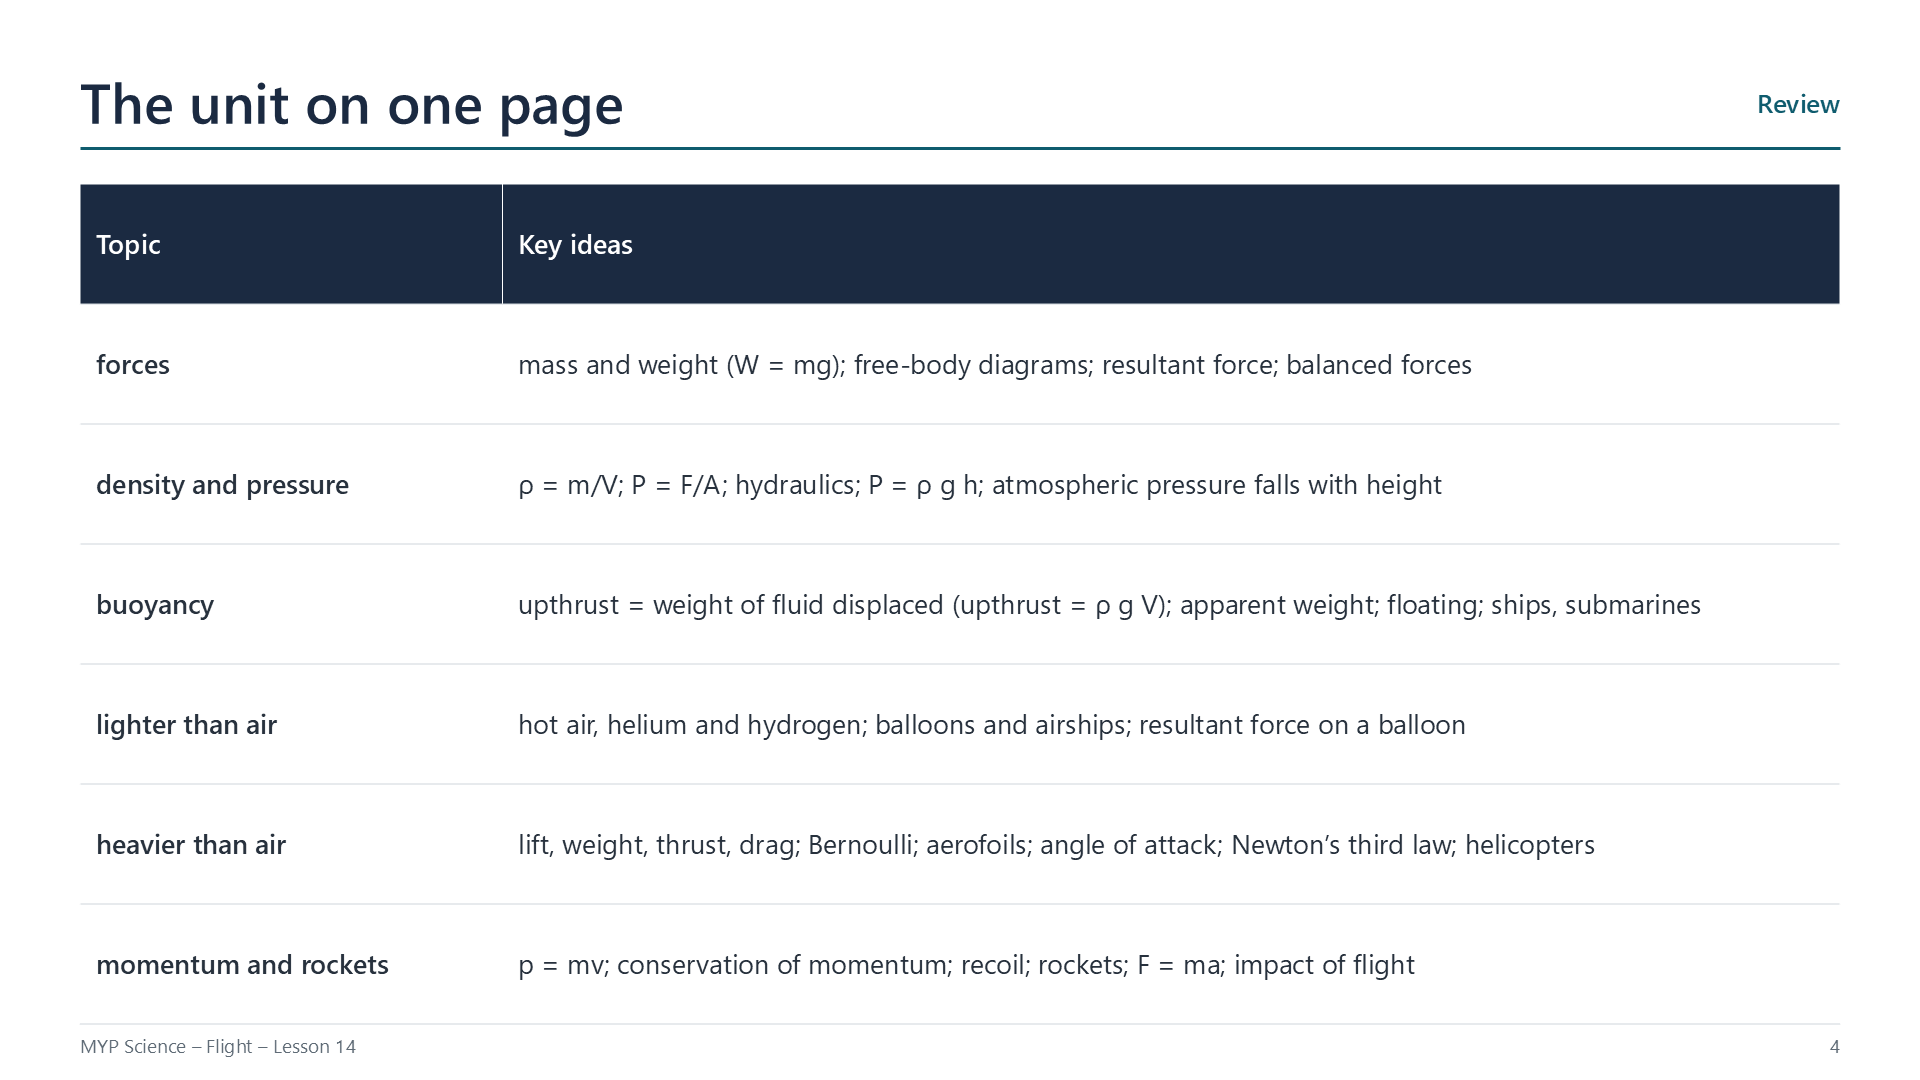 The unit on one page
Review
Topic
Key ideas
forces
mass and weight (W = mg); free-body diagrams; resultant force; balanced forces
density and pressure
ρ = m/V; P = F/A; hydraulics; P = ρ g h; atmospheric pressure falls with height
buoyancy
upthrust = weight of fluid displaced (upthrust = ρ g V); apparent weight; floating; ships, submarines
lighter than air
hot air, helium and hydrogen; balloons and airships; resultant force on a balloon
heavier than air
lift, weight, thrust, drag; Bernoulli; aerofoils; angle of attack; Newton’s third law; helicopters
momentum and rockets
p = mv; conservation of momentum; recoil; rockets; F = ma; impact of flight
MYP Science – Flight – Lesson 14
4